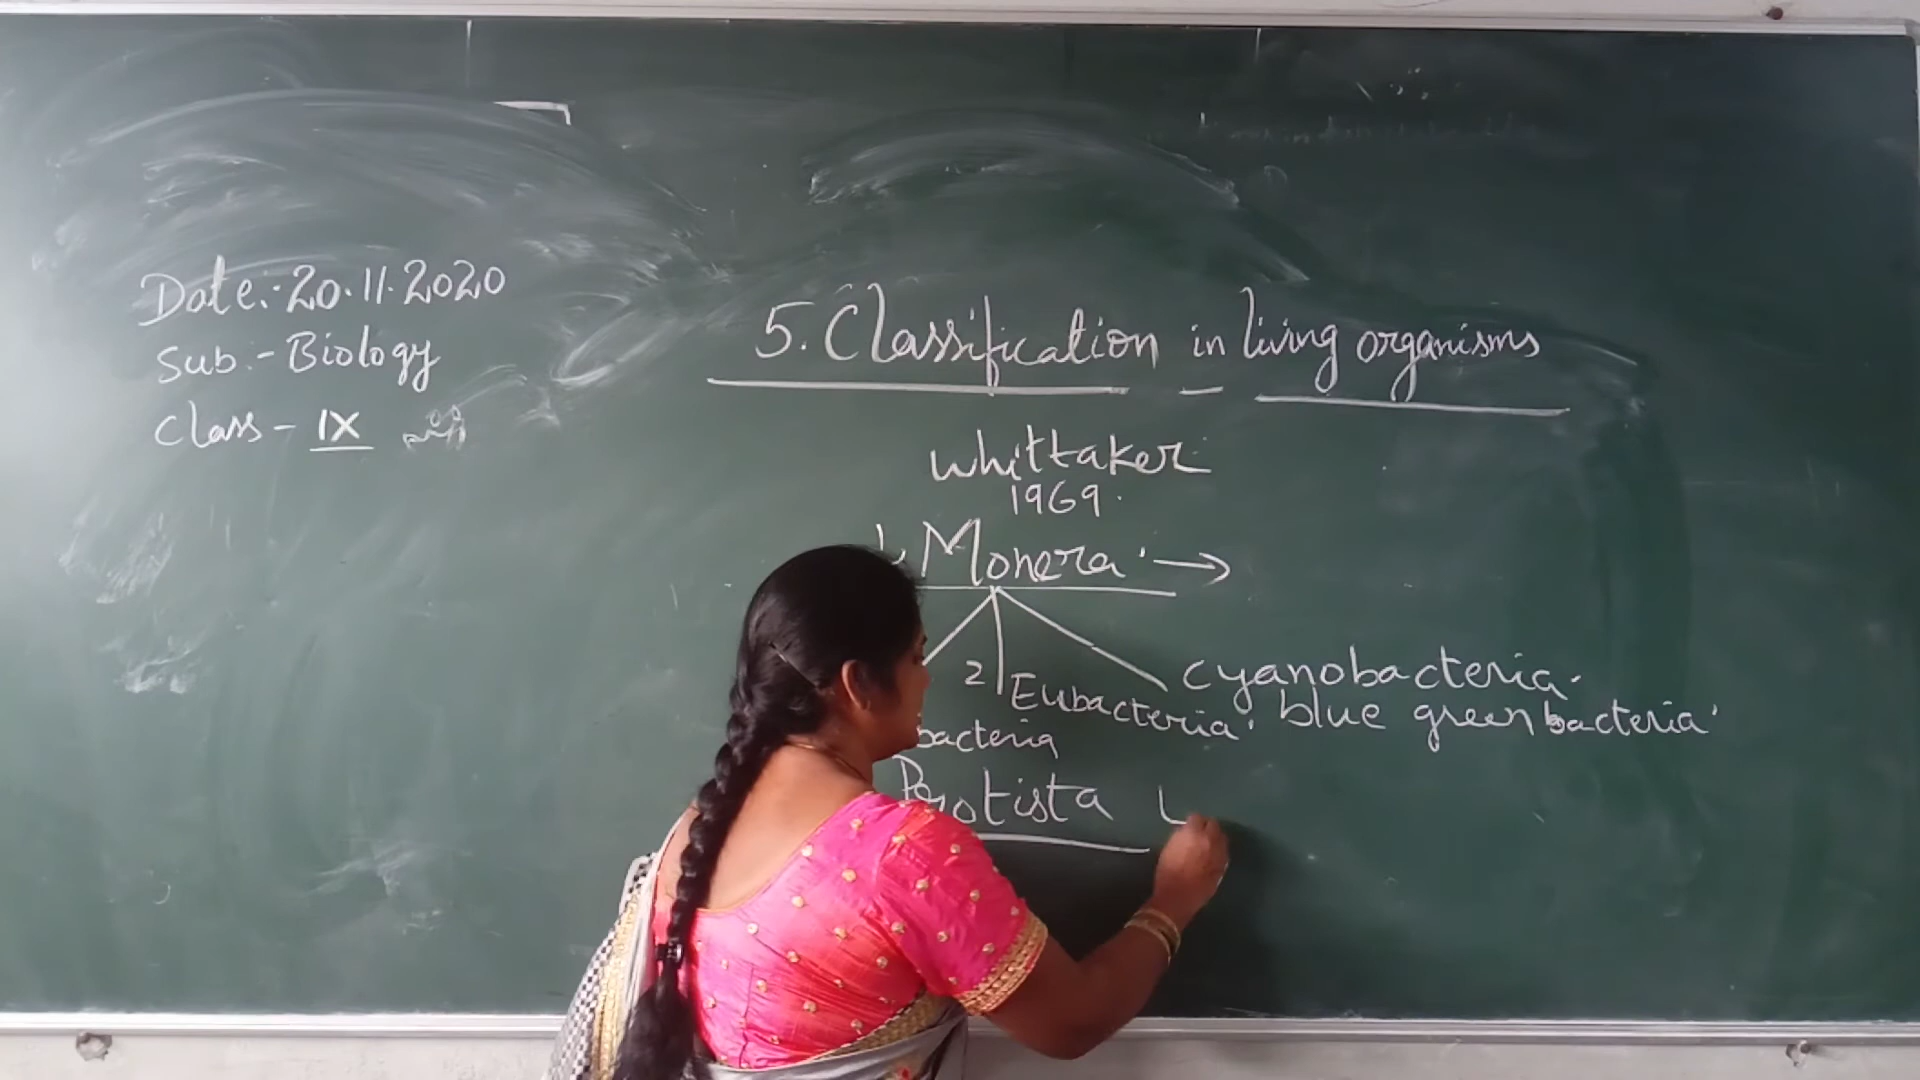 Date:- 20.11.2020
Sub:- Biology
Class - IX
5. Classification in living organisms
Whittaker
1969.
Monera. →
2 Eubacteria.
cyanobacteria.
blue green bacteria.
bacteria
Protista